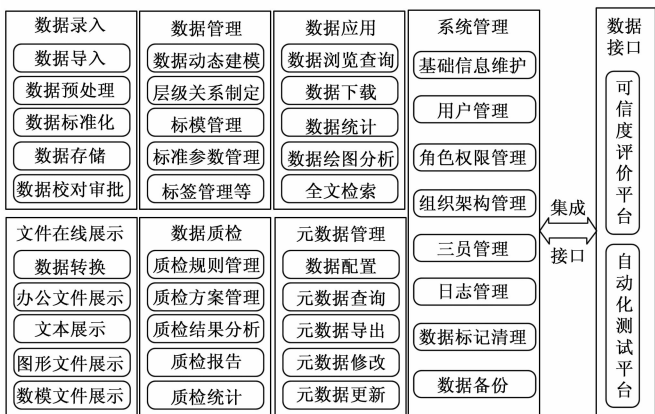 数据录入
数据导入
数据预处理
数据标准化
数据存储
数据校对审批
数据管理
数据动态建模
层级关系制定
标模管理
标准参数管理
标签管理等
数据应用
数据浏览查询
数据下载
数据统计
数据绘图分析
全文检索
文件在线展示
数据转换
办公文件展示
文本展示
图形文件展示
数模文件展示
数据质检
质检规则管理
质检方案管理
质检结果分析
质检报告
质检统计
元数据管理
数据配置
元数据查询
元数据导出
元数据修改
元数据更新
系统管理
基础信息维护
用户管理
角色权限管理
组织架构管理
三员管理
日志管理
数据标记清理
数据备份
集成
接口
数据
接口
可信度评价平台
自动化测试平台